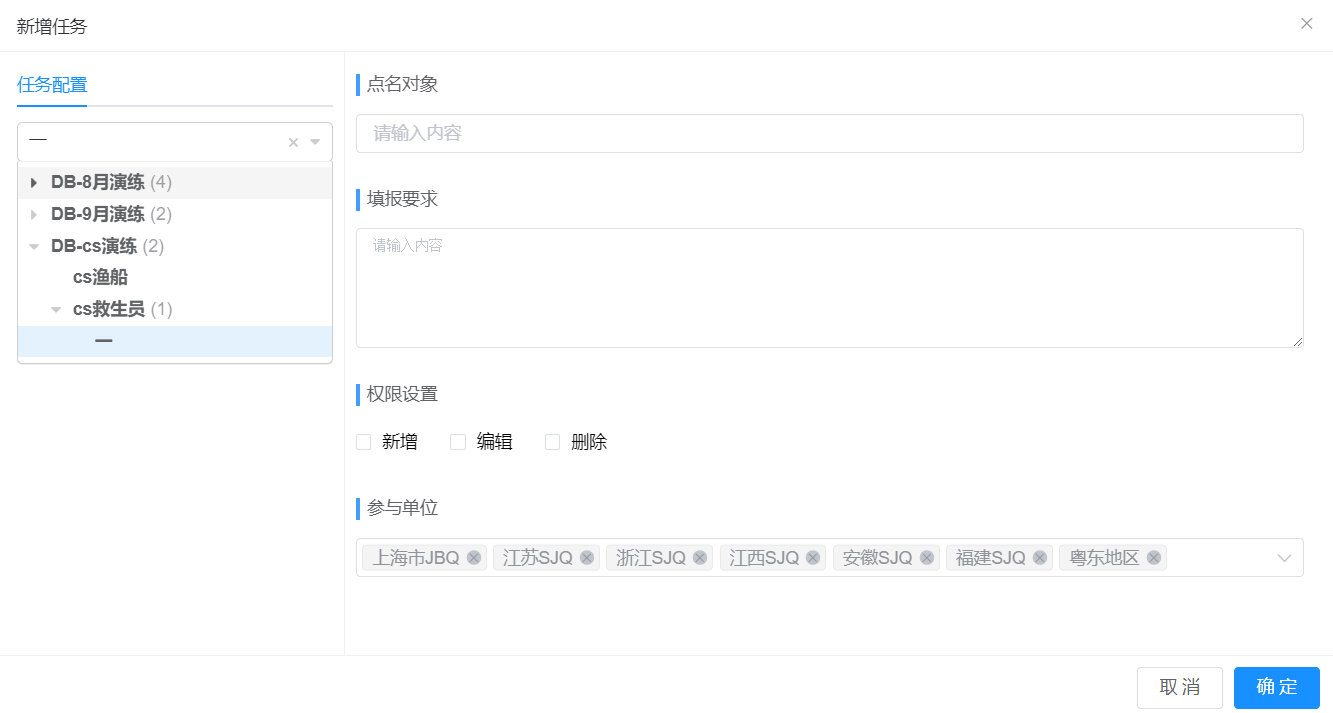 新增任务
任务配置
一
DB-8月演练 (4)
DB-9月演练 (2)
DB-cs演练 (2)
cs渔船
cs救生员 (1)
一
点名对象
请输入内容
填报要求
请输入内容
权限设置
新增 编辑 删除
参与单位
上海市JBQ 江苏SJQ 浙江SJQ 江西SJQ 安徽SJQ 福建SJQ 粤东地区
取消 确定